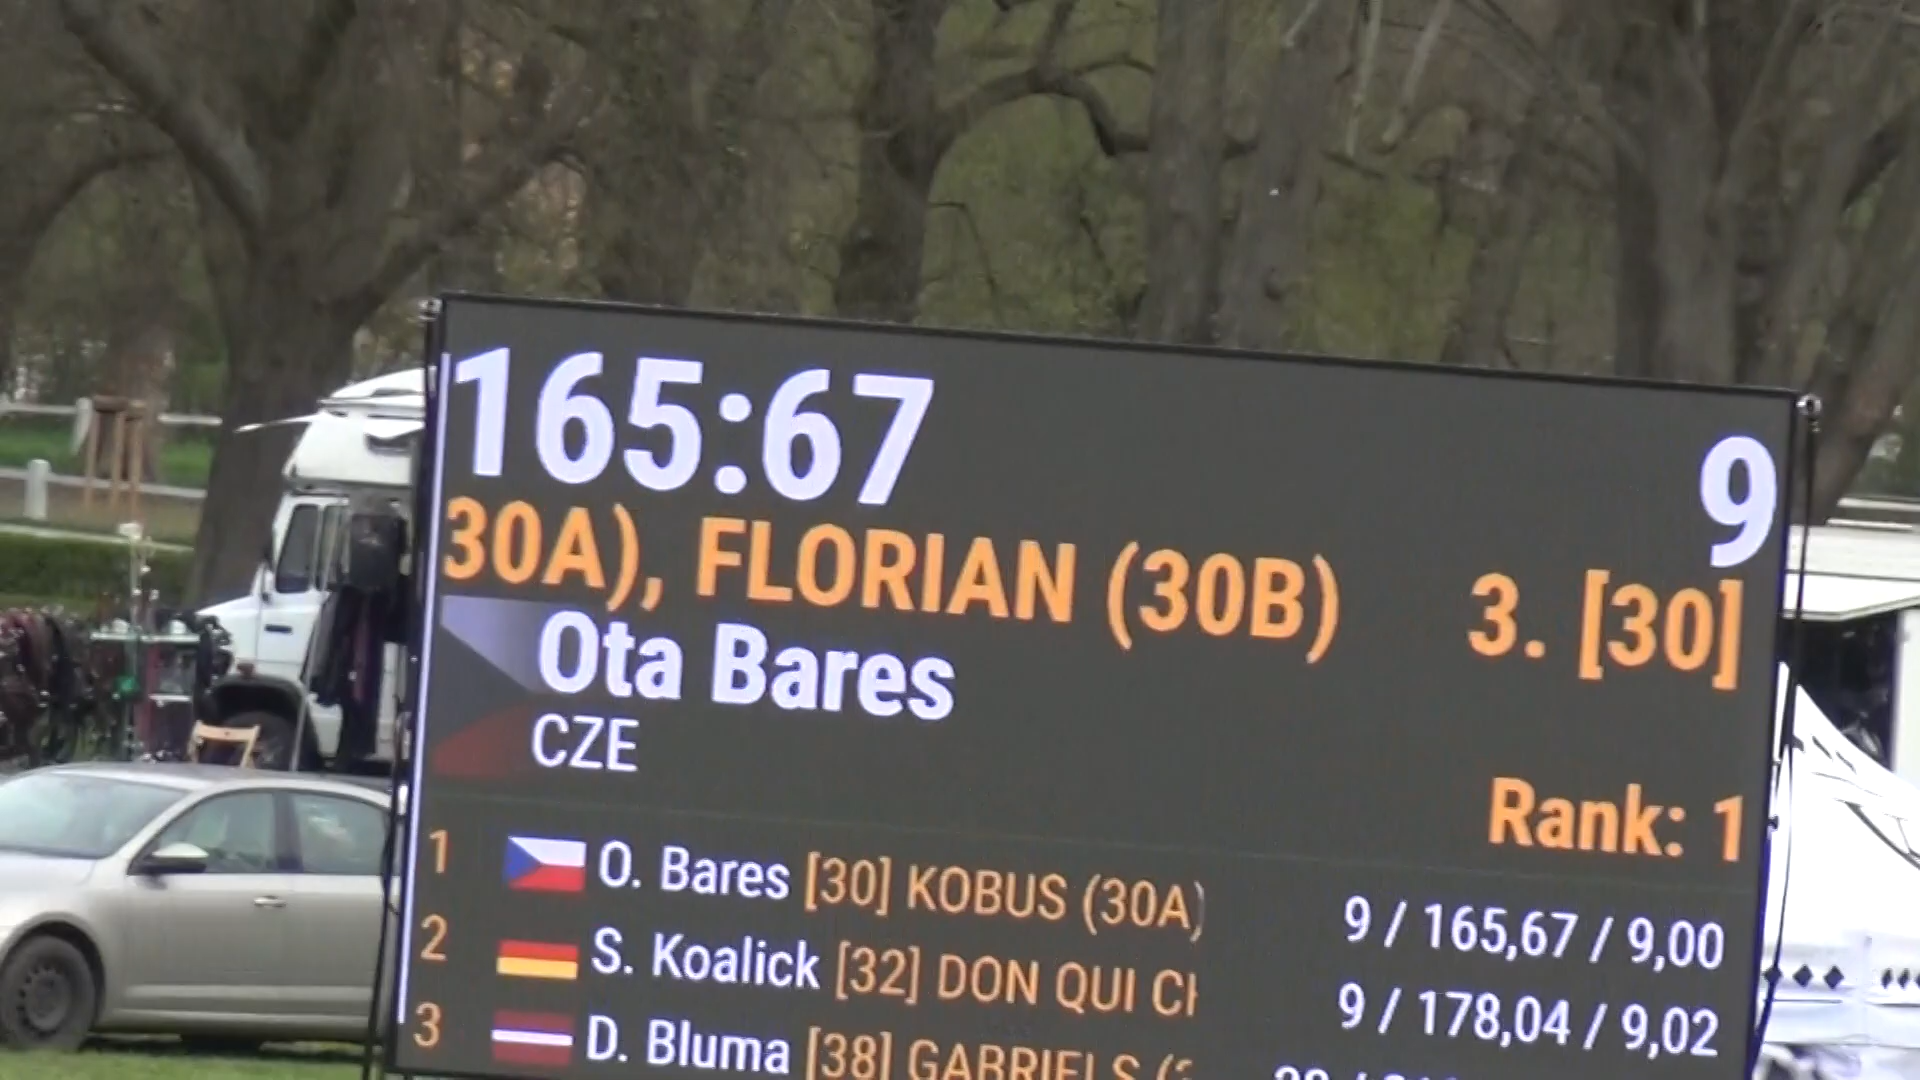 165:67
9
30A), FLORIAN (30B) 3. [30]
Ota Bares
CZE
Rank: 1
1 O. Bares [30] KOBUS (30A) 9 / 165,67 / 9,00
2 S. Koalick [32] DON QUI 9 / 178,04 / 9,02
3 D. Bluma [38] GABRIELS